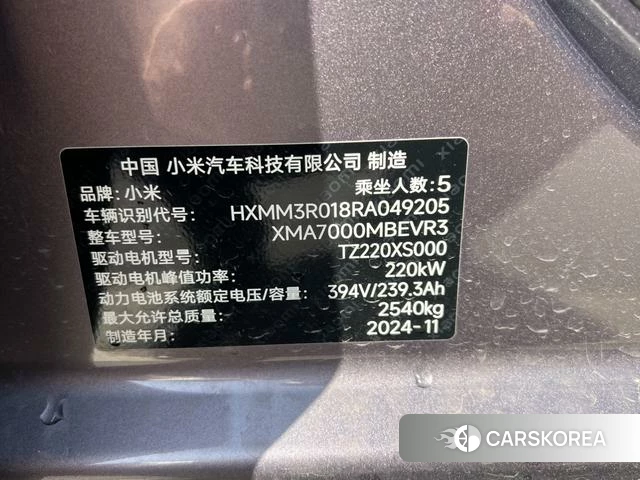 中国 小米汽车科技有限公司 制造
品牌: 小米 乘坐人数: 5
车辆识别代号: HXMM3R018RA049205
整车型号: XMA7000MBEVR3
驱动电机型号: TZ220XS000
驱动电机峰值功率: 220kW
动力电池系统额定电压/容量: 394V/239.3Ah
最大允许总质量: 2540kg
制造年月: 2024-11
CARSKOREA